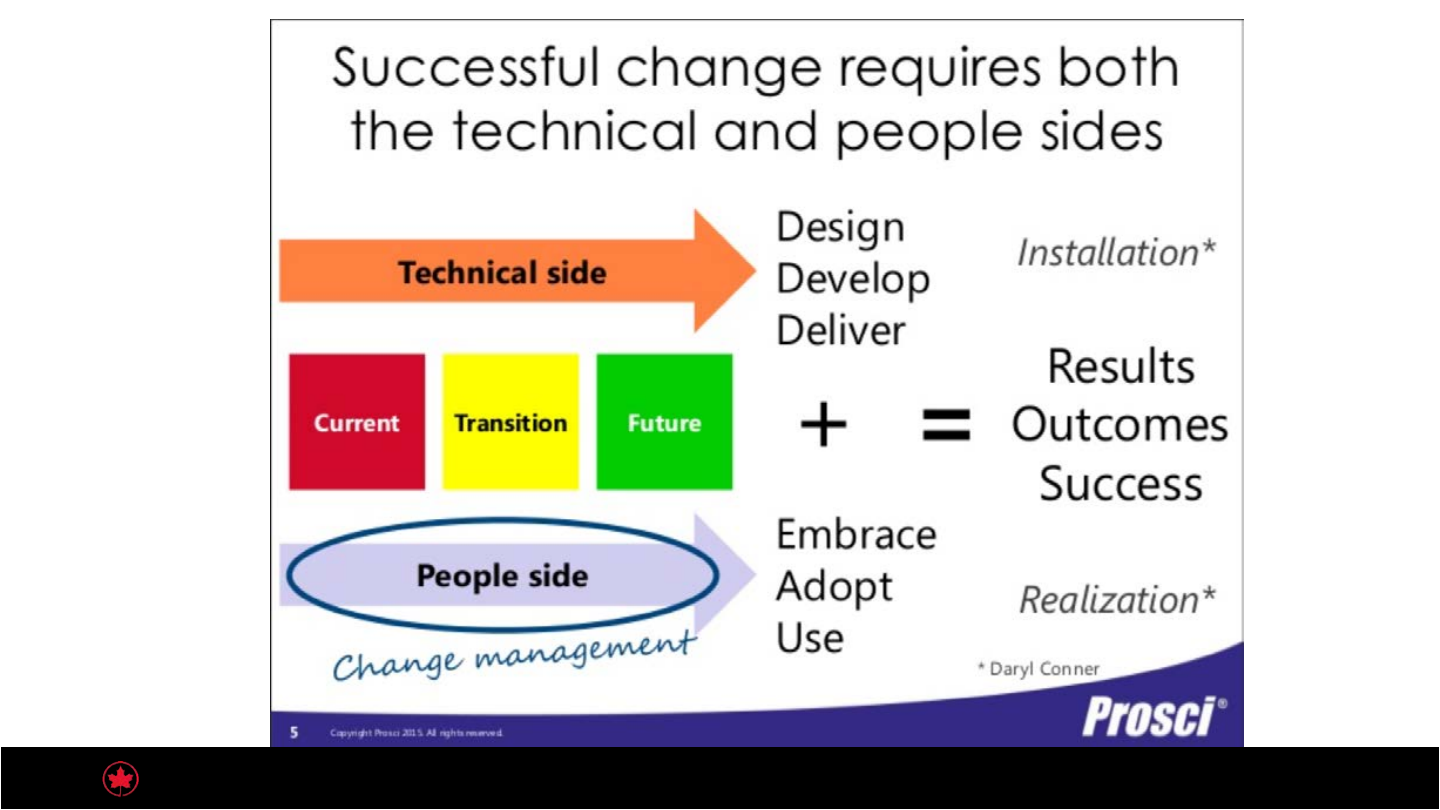 Successful change requires both
the technical and people sides
Technical side
Design
Develop
Deliver
Installation*
Current
Transition
Future
+
=
Results
Outcomes
Success
People side
Change management
Embrace
Adopt
Use
Realization*
* Daryl Conner
5
Copyright Prosci 2015. All rights reserved.
Prosci®